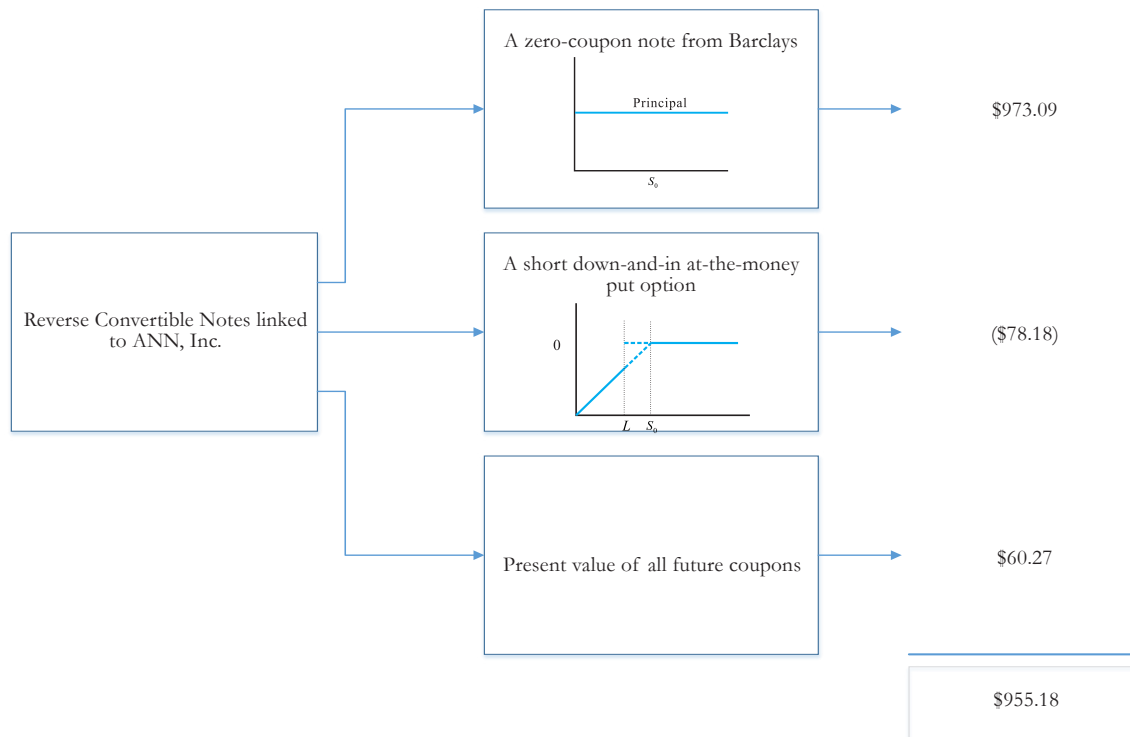 A zero-coupon note from Barclays
Principal
S₀
$973.09
Reverse Convertible Notes linked
to ANN, Inc.
A short down-and-in at-the-money
put option
0
L S₀
($78.18)
Present value of all future coupons
$60.27
$955.18